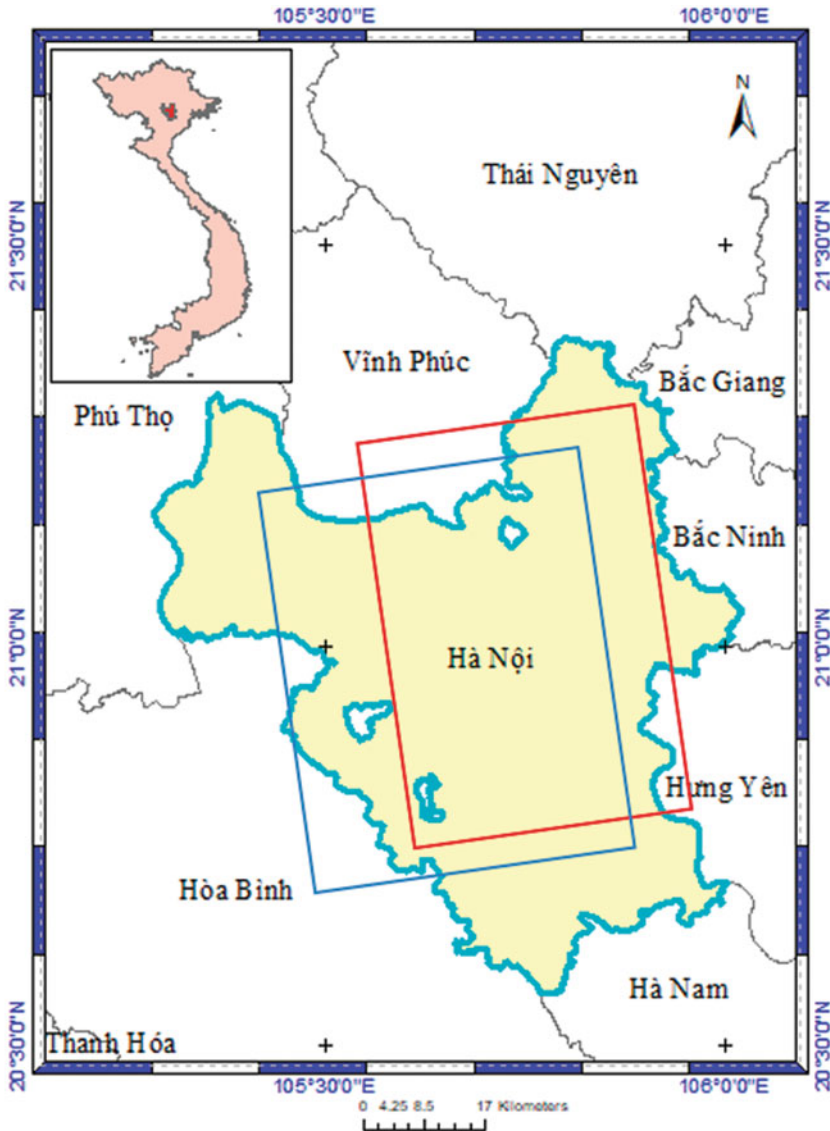 105°30'0"E
106°0'0"E
N
Thái Nguyên
21°30'0"N
21°30'0"N
Vĩnh Phúc
Bắc Giang
Phú Thọ
Bắc Ninh
21°0'0"N
Hà Nội
21°0'0"N
Hưng Yên
Hòa Bình
Hà Nam
20°30'0"N
Thanh Hóa
20°30'0"N
105°30'0"E
106°0'0"E
0 4.25 8.5 17 Kilometers